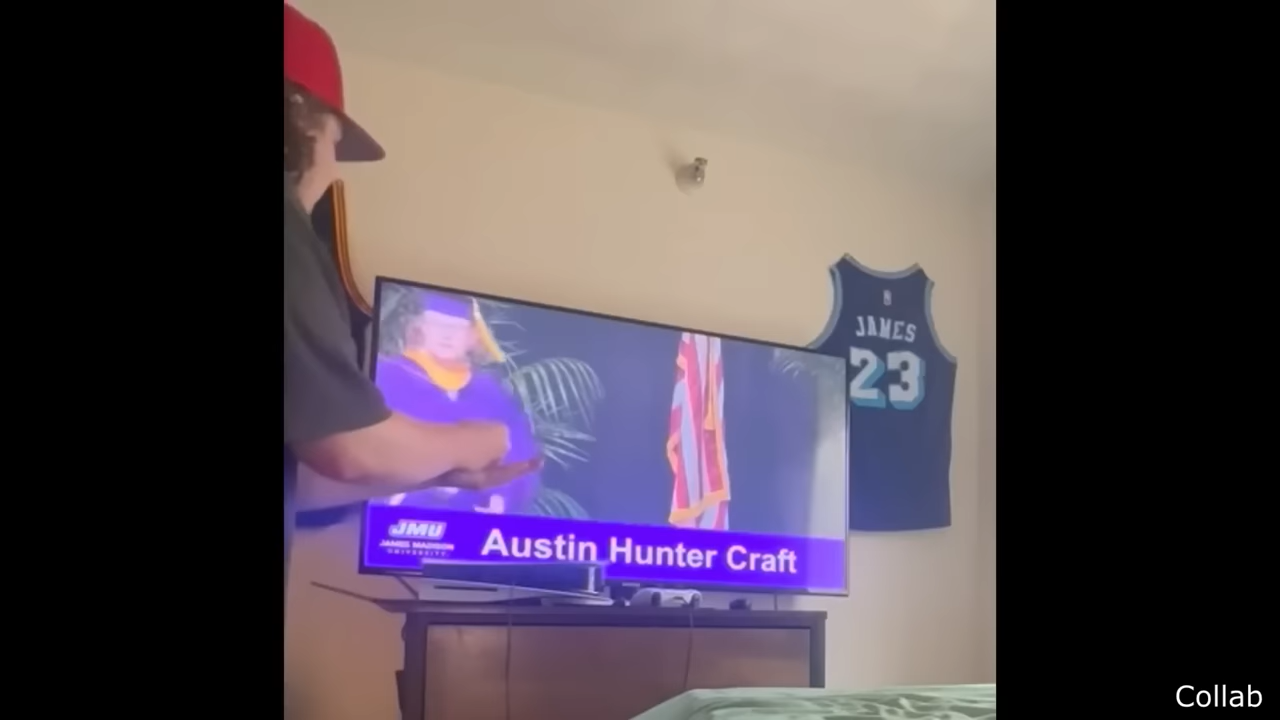 JAMES
23
JMU
JAMES MADISON
UNIVERSITY.
Austin Hunter Craft
Collab